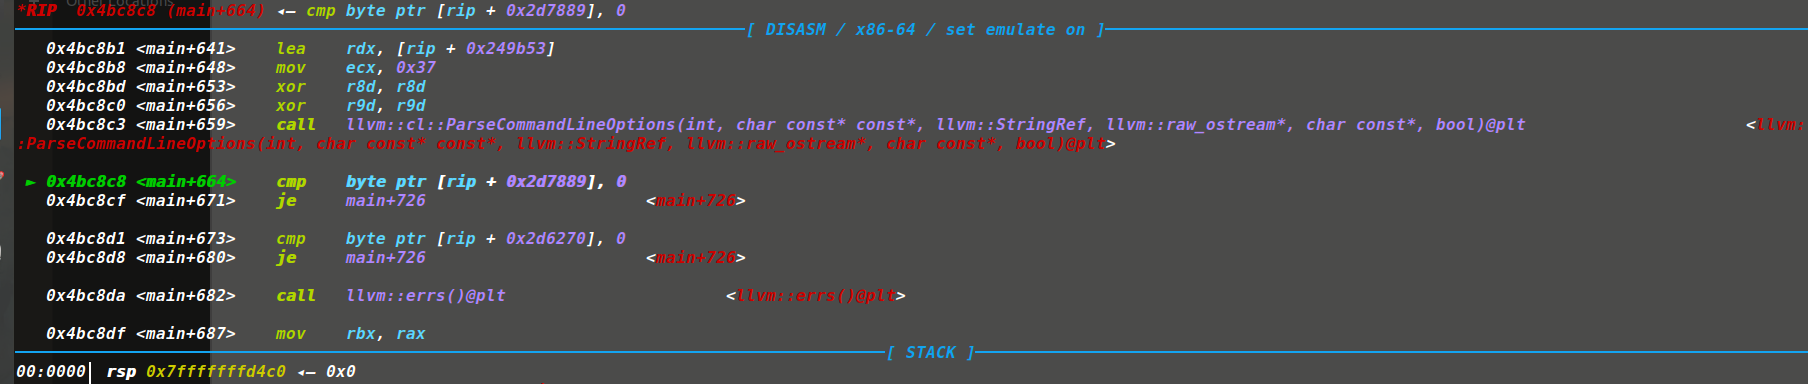 *RIP  0x4bc8c8 (main+664) ◂— cmp byte ptr [rip + 0x2d7889], 0
[ DISASM / x86-64 / set emulate on ]
0x4bc8b1 <main+641>    lea    rdx, [rip + 0x249b53]
0x4bc8b8 <main+648>    mov    ecx, 0x37
0x4bc8bd <main+653>    xor    r8d, r8d
0x4bc8c0 <main+656>    xor    r9d, r9d
0x4bc8c3 <main+659>    call   llvm::cl::ParseCommandLineOptions(int, char const* const*, llvm::StringRef, llvm::raw_ostream*, char const*, bool)@plt                      <llvm:
:ParseCommandLineOptions(int, char const* const*, llvm::StringRef, llvm::raw_ostream*, char const*, bool)@plt>
► 0x4bc8c8 <main+664>    cmp    byte ptr [rip + 0x2d7889], 0
0x4bc8cf <main+671>    je     main+726                      <main+726>
0x4bc8d1 <main+673>    cmp    byte ptr [rip + 0x2d6270], 0
0x4bc8d8 <main+680>    je     main+726                      <main+726>
0x4bc8da <main+682>    call   llvm::errs()@plt                      <llvm::errs()@plt>
0x4bc8df <main+687>    mov    rbx, rax
[ STACK ]
00:0000│ rsp 0x7fffffffd4c0 ◂— 0x0